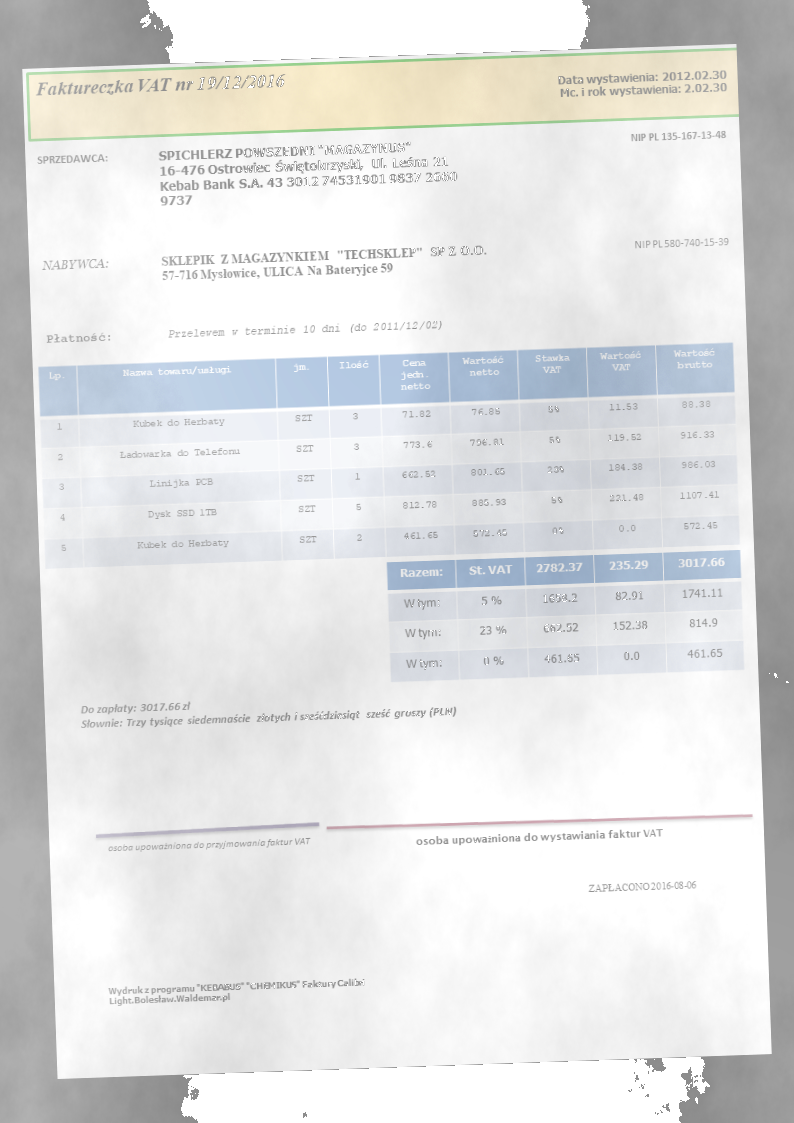 Faktureczka VAT nr 19/12/2016
Data wystawienia: 2012.02.30
Mc. i rok wystawienia: 2.02.30
NIP PL 135-167-13-48
SPRZEDAWCA:
SPICHLERZ POWSZEDNI "MAGAZYKUS"
16-476 Ostrowiec Świętokrzyski, Ul. Leśna 21
Kebab Bank S.A. 43 3012 74531901 9837
9737
NIP PL 580-740-15-39
NABYWCA:
SKLEPIK Z MAGAZYNKIEM "TECHSKLEP" SP Z O.O.
57-716 Mysłowice, ULICA Na Bateryjce 59
Płatność:
Przelewem w terminie 10 dni (do 2011/12/02)
Lp. Nazwa towaru/usługi jm. Ilość Cena jedn. netto Wartość netto Stawka VAT Wartość VAT Wartość brutto
1 Kubek do Herbaty SZT 3 71.82 76.85 11.53 88.38
2 Ladowarka do Telefonu SZT 3 773.6 796.81 119.52 916.33
3 Linijka PCB SZT 1 662.52 801.65 184.38 986.03
4 Dysk SSD 1TB SZT 5 812.78 885.93 221.48 1107.41
5 Kubek do Herbaty SZT 2 461.65 572.45 0.0 572.45
Razem: St. VAT 2782.37 235.29 3017.66
W tym: 5 % 1658.2 82.91 1741.11
W tym: 23 % 662.52 152.38 814.9
W tym: 0 % 461.65 0.0 461.65
Do zapłaty: 3017.66 zł
Słownie: Trzy tysiące siedemnaście złotych i sześćdziesiąt sześć groszy (PLN)
osoba upoważniona do przyjmowania faktur VAT
osoba upoważniona do wystawiania faktur VAT
ZAPŁACONO 2016-08-06
Wydruk z programu "KEBABUS" "CHEMIKUS" Faktury Calibri
Light.Bolesław.Waldemar.pl